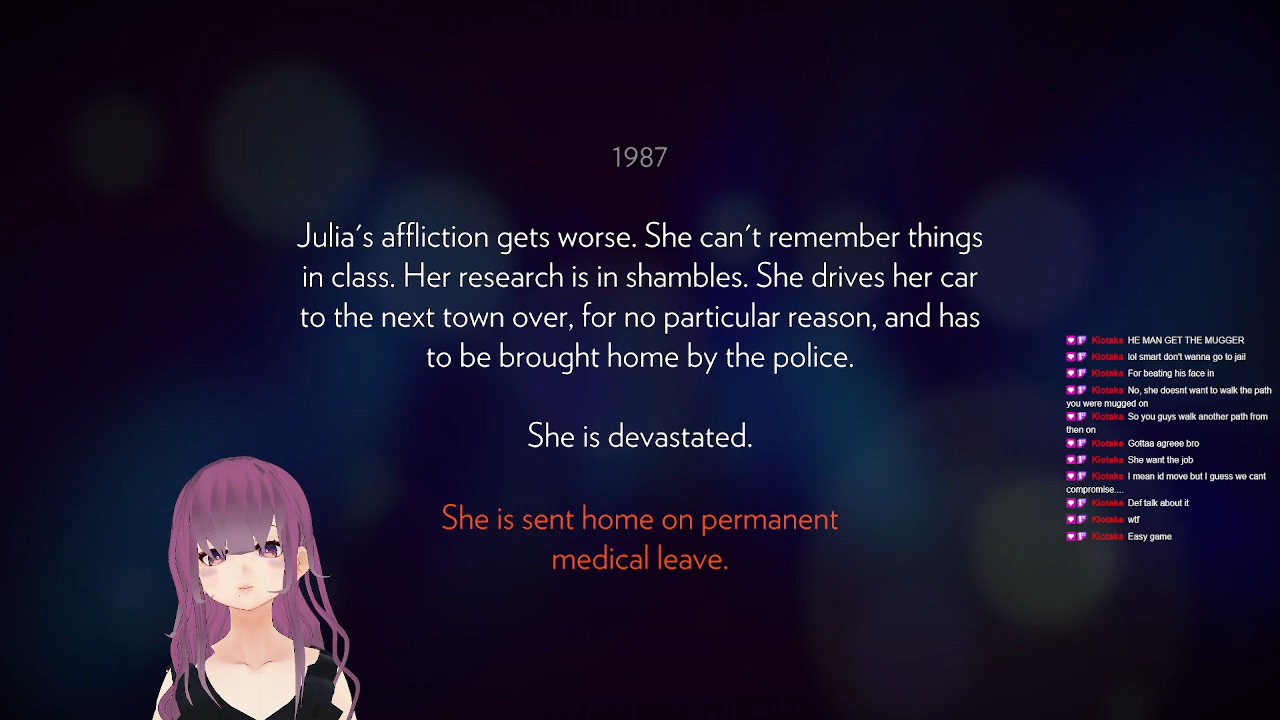 1987
Julia's affliction gets worse. She can't remember things
in class. Her research is in shambles. She drives her car
to the next town over, for no particular reason, and has
to be brought home by the police.
She is devastated.
She is sent home on permanent
medical leave.
Kiotaka HE MAN GET THE MUGGER
Kiotaka lol smart don't wanna go to jail
Kiotaka For beating his face in
Kiotaka No, she doesnt want to walk the path
you were mugged on
Kiotaka So you guys walk another path from
then on
Kiotaka Gottaa agreee bro
Kiotaka She want the job
Kiotaka I mean id move but I guess we cant
compromise....
Kiotaka Def talk about it
Kiotaka wtf
Kiotaka Easy game